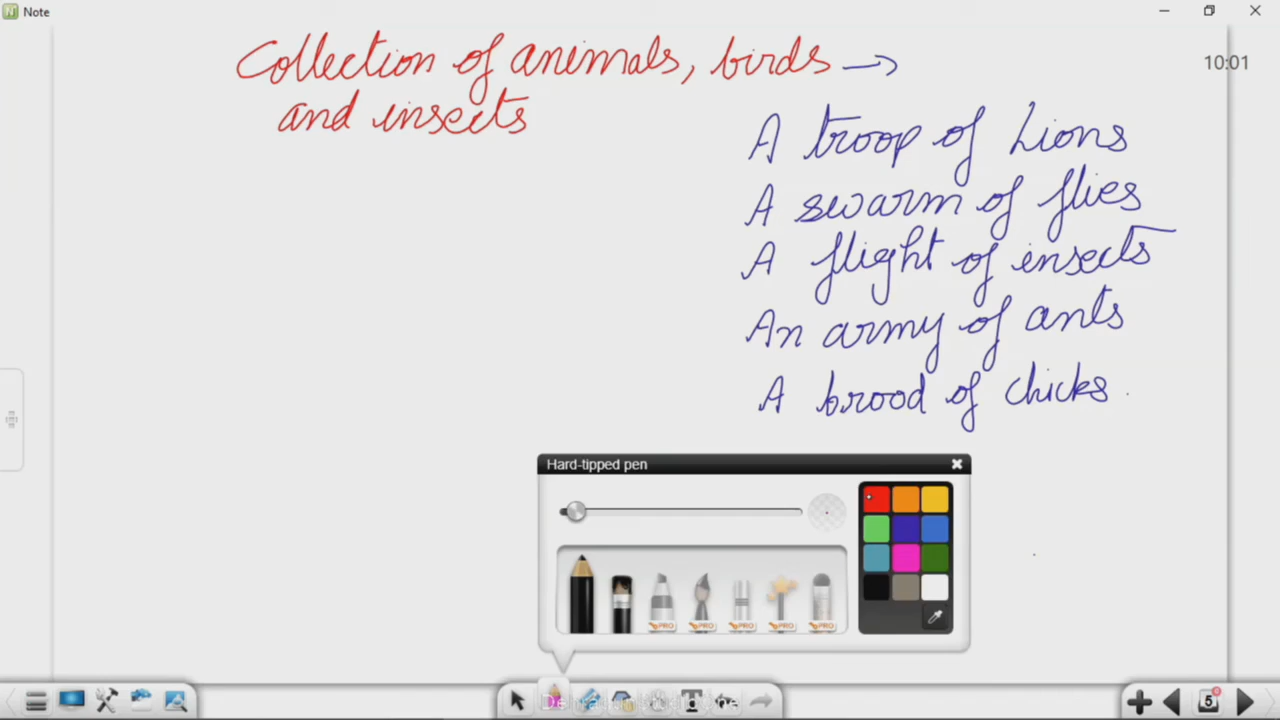 Note
Collection of animals, birds →
and insects
10:01
A troop of Lions
A swarm of flies
A flight of insects
An army of ants
A brood of chicks.
Hard-tipped pen
PRO PRO PRO PRO PRO
5